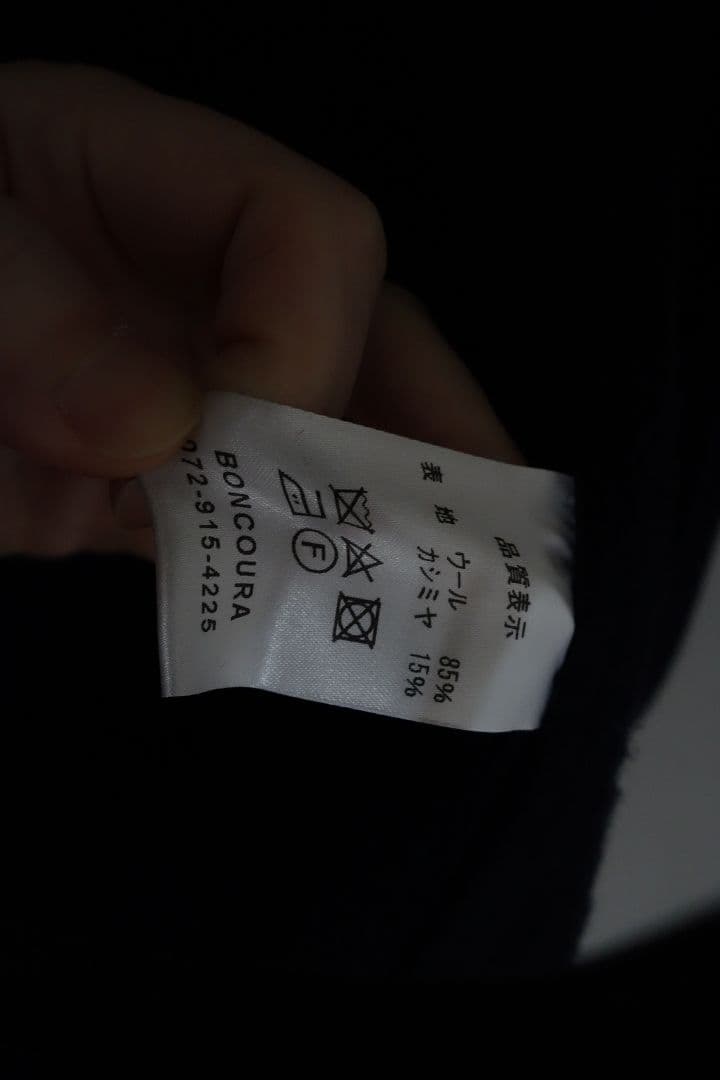 品質表示
表地 ウール 85%
カシミヤ 15%
F
BONCOURA
072-915-4225